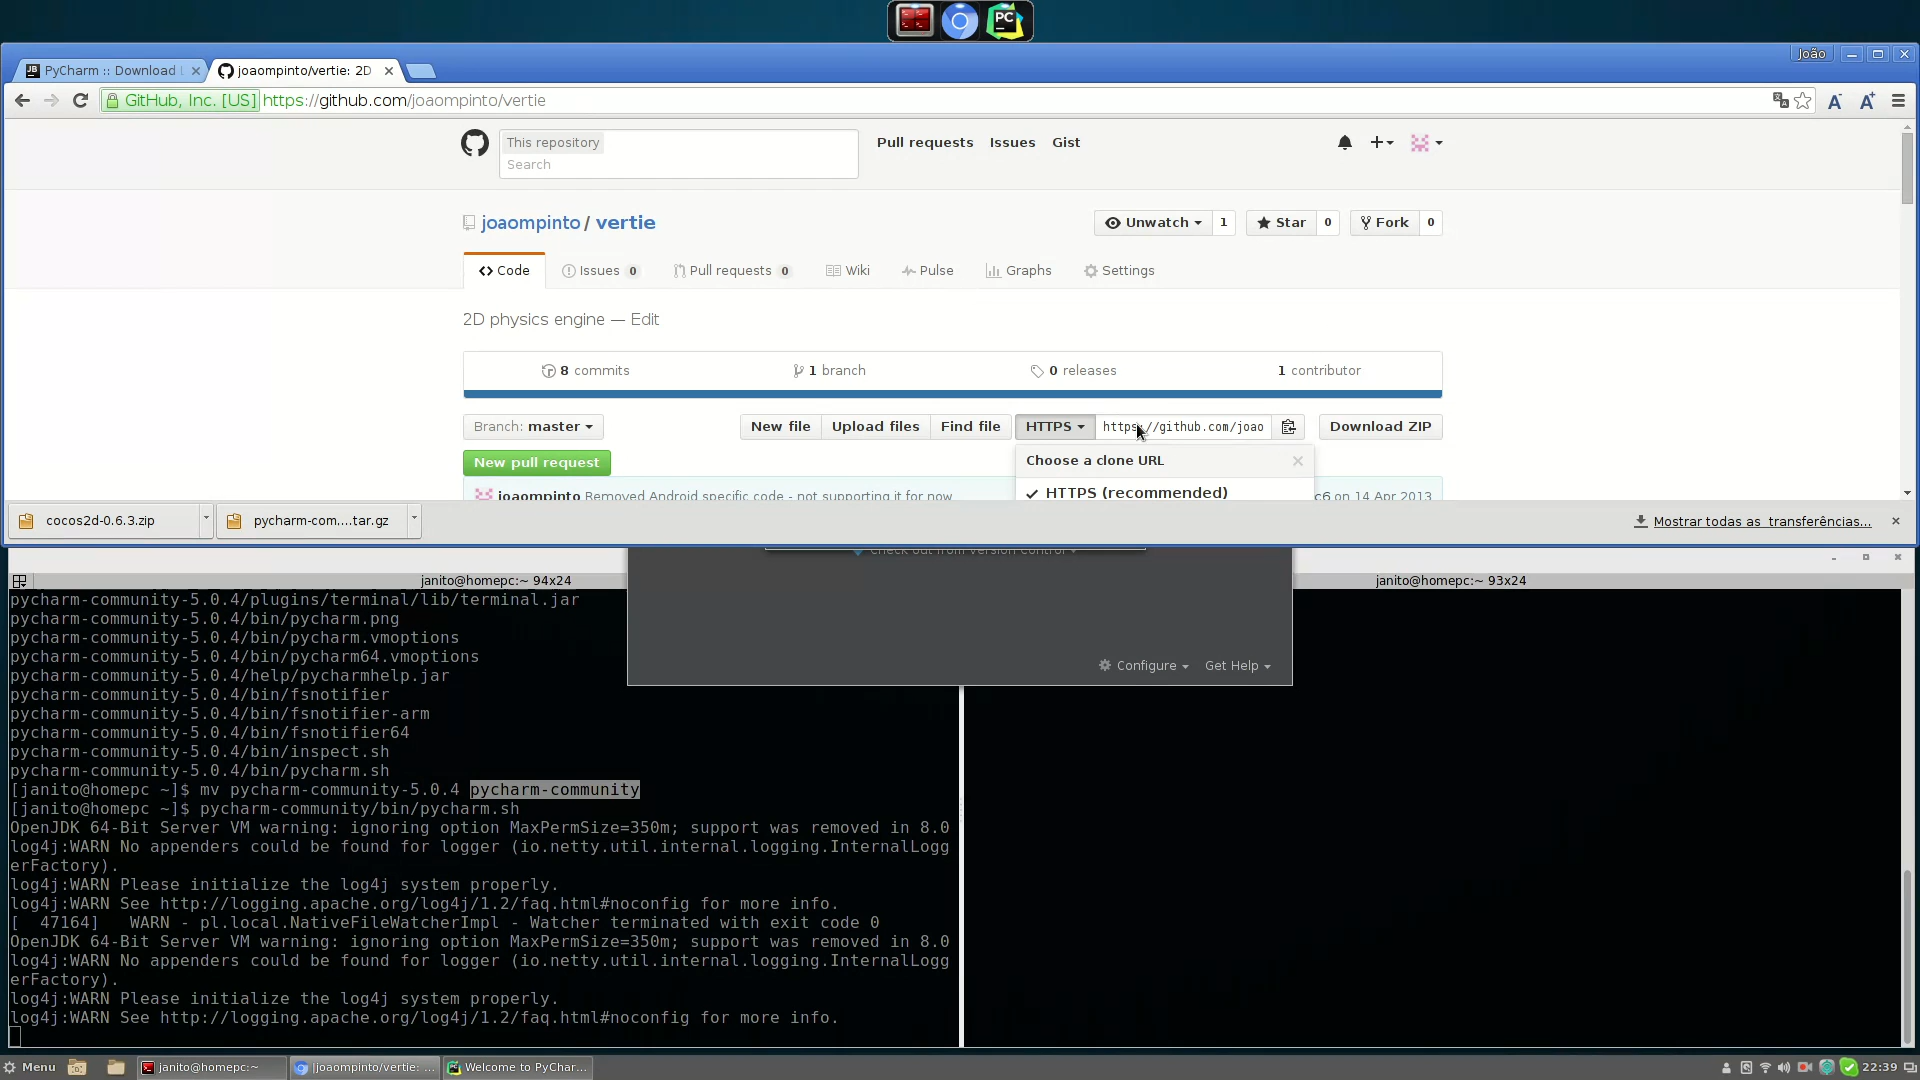 João
PyCharm :: Download
joaompinto/vertie: 2D
GitHub, Inc. [US] https://github.com/joaompinto/vertie
This repository
Search
Pull requests Issues Gist
joaompinto / vertie
Unwatch 1 Star 0 Fork 0
Code Issues 0 Pull requests 0 Wiki Pulse Graphs Settings
2D physics engine — Edit
8 commits 1 branch 0 releases 1 contributor
Branch: master New file Upload files Find file HTTPS https://github.com/joao Download ZIP
New pull request
Choose a clone URL
joaompinto Removed Android specific code - not supporting it for now
HTTPS (recommended)
c6 on 14 Apr 2013
cocos2d-0.6.3.zip pycharm-com....tar.gz Mostrar todas as transferências...
Check out from Version Control
Configure Get Help
janito@homepc:~ 94x24
janito@homepc:~ 93x24
pycharm-community-5.0.4/plugins/terminal/lib/terminal.jar
pycharm-community-5.0.4/bin/pycharm.png
pycharm-community-5.0.4/bin/pycharm.vmoptions
pycharm-community-5.0.4/bin/pycharm64.vmoptions
pycharm-community-5.0.4/help/pycharmhelp.jar
pycharm-community-5.0.4/bin/fsnotifier
pycharm-community-5.0.4/bin/fsnotifier-arm
pycharm-community-5.0.4/bin/fsnotifier64
pycharm-community-5.0.4/bin/inspect.sh
pycharm-community-5.0.4/bin/pycharm.sh
[janito@homepc ~]$ mv pycharm-community-5.0.4 pycharm-community
[janito@homepc ~]$ pycharm-community/bin/pycharm.sh
OpenJDK 64-Bit Server VM warning: ignoring option MaxPermSize=350m; support was removed in 8.0
log4j:WARN No appenders could be found for logger (io.netty.util.internal.logging.InternalLogg
erFactory).
log4j:WARN Please initialize the log4j system properly.
log4j:WARN See http://logging.apache.org/log4j/1.2/faq.html#noconfig for more info.
[  47164]   WARN - pl.local.NativeFileWatcherImpl - Watcher terminated with exit code 0
OpenJDK 64-Bit Server VM warning: ignoring option MaxPermSize=350m; support was removed in 8.0
log4j:WARN No appenders could be found for logger (io.netty.util.internal.logging.InternalLogg
erFactory).
log4j:WARN Please initialize the log4j system properly.
log4j:WARN See http://logging.apache.org/log4j/1.2/faq.html#noconfig for more info.
Menu janito@homepc:~ joaompinto/vertie: ... Welcome to PyChar... 22:39